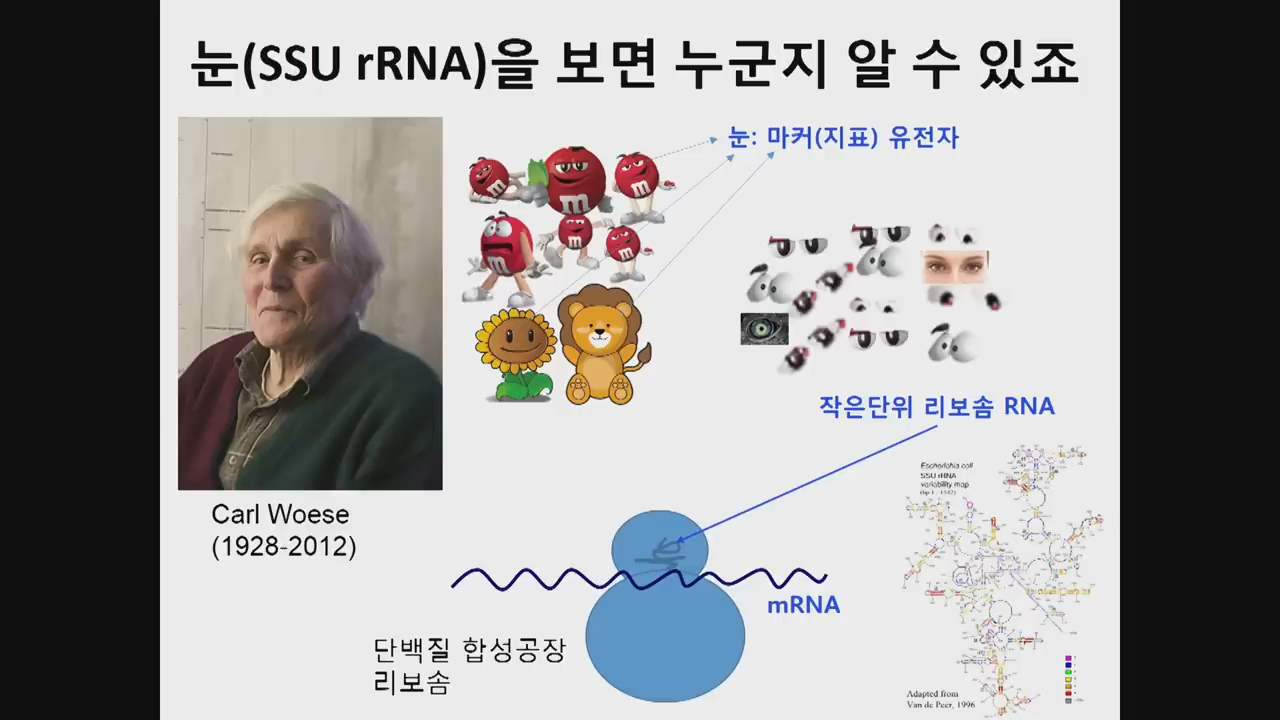 눈(SSU rRNA)을 보면 누군지 알 수 있죠
눈: 마커(지표) 유전자
m
m
m
m
m
m
작은단위 리보솜 RNA
Escherichia coli
SSU rRNA
variability map
Carl Woese
(1928-2012)
mRNA
단백질 합성공장
리보솜
Adapted from
Van de Peer, 1996